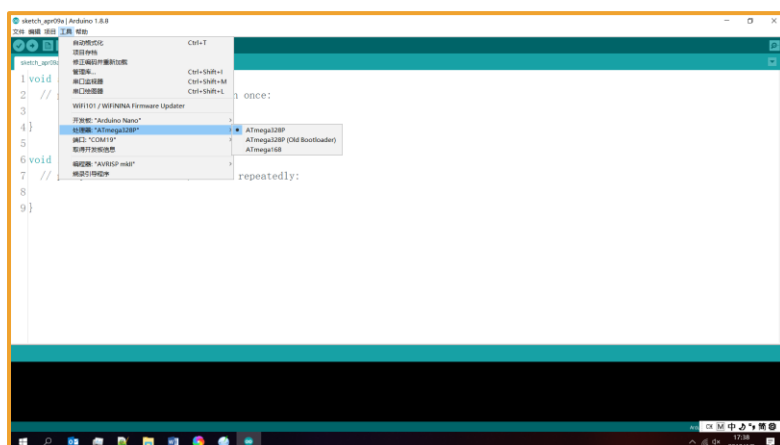 sketch_apr09a | Arduino 1.8.8
文件 编辑 项目 工具 帮助
sketch_apr09a
自动格式化 Ctrl+T
项目存档
修正编码并重新加载
管理库... Ctrl+Shift+I
串口监视器 Ctrl+Shift+M
串口绘图器 Ctrl+Shift+L
WiFi101 / WiFiNINA Firmware Updater
开发板: "Arduino Nano"
处理器: "ATmega328P"
端口: "COM19"
取得开发板信息
编程器: "AVRISP mkII"
烧录引导程序
ATmega328P
ATmega328P (Old Bootloader)
ATmega168
1 void
2 // n once:
3
4 }
5
6 void
7 // repeatedly:
8
9 }
CK M 中 简
17:38